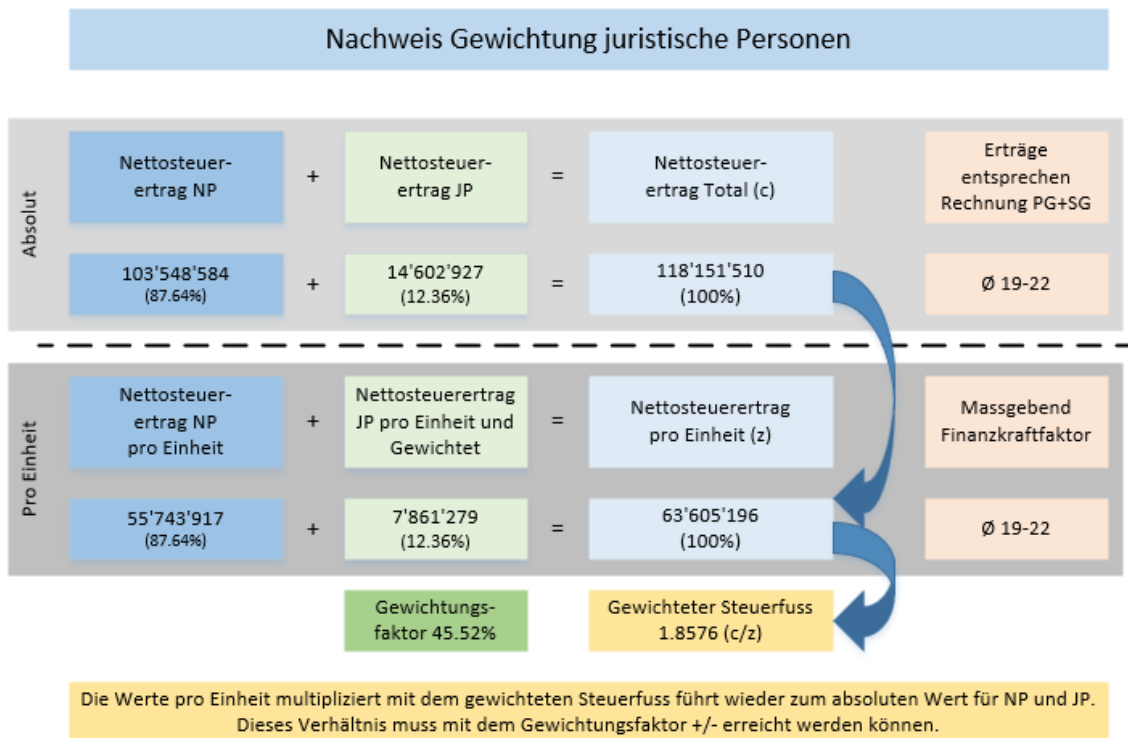 Nachweis Gewichtung juristische Personen
Absolut
Nettosteuer-
ertrag NP
+
Nettosteuer-
ertrag JP
=
Nettosteuer-
ertrag Total (c)
Erträge
entsprechen
Rechnung PG+SG
103'548'584
(87.64%)
+
14'602'927
(12.36%)
=
118'151'510
(100%)
Ø 19-22
Pro Einheit
Nettosteuer-
ertrag NP
pro Einheit
+
Nettosteuerertrag
JP pro Einheit und
Gewichtet
=
Nettosteuerertrag
pro Einheit (z)
Massgebend
Finanzkraftfaktor
55'743'917
(87.64%)
+
7'861'279
(12.36%)
=
63'605'196
(100%)
Ø 19-22
Gewichtungs-
faktor 45.52%
Gewichteter Steuerfuss
1.8576 (c/z)
Die Werte pro Einheit multipliziert mit dem gewichteten Steuerfuss führt wieder zum absoluten Wert für NP und JP.
Dieses Verhältnis muss mit dem Gewichtungsfaktor +/- erreicht werden können.